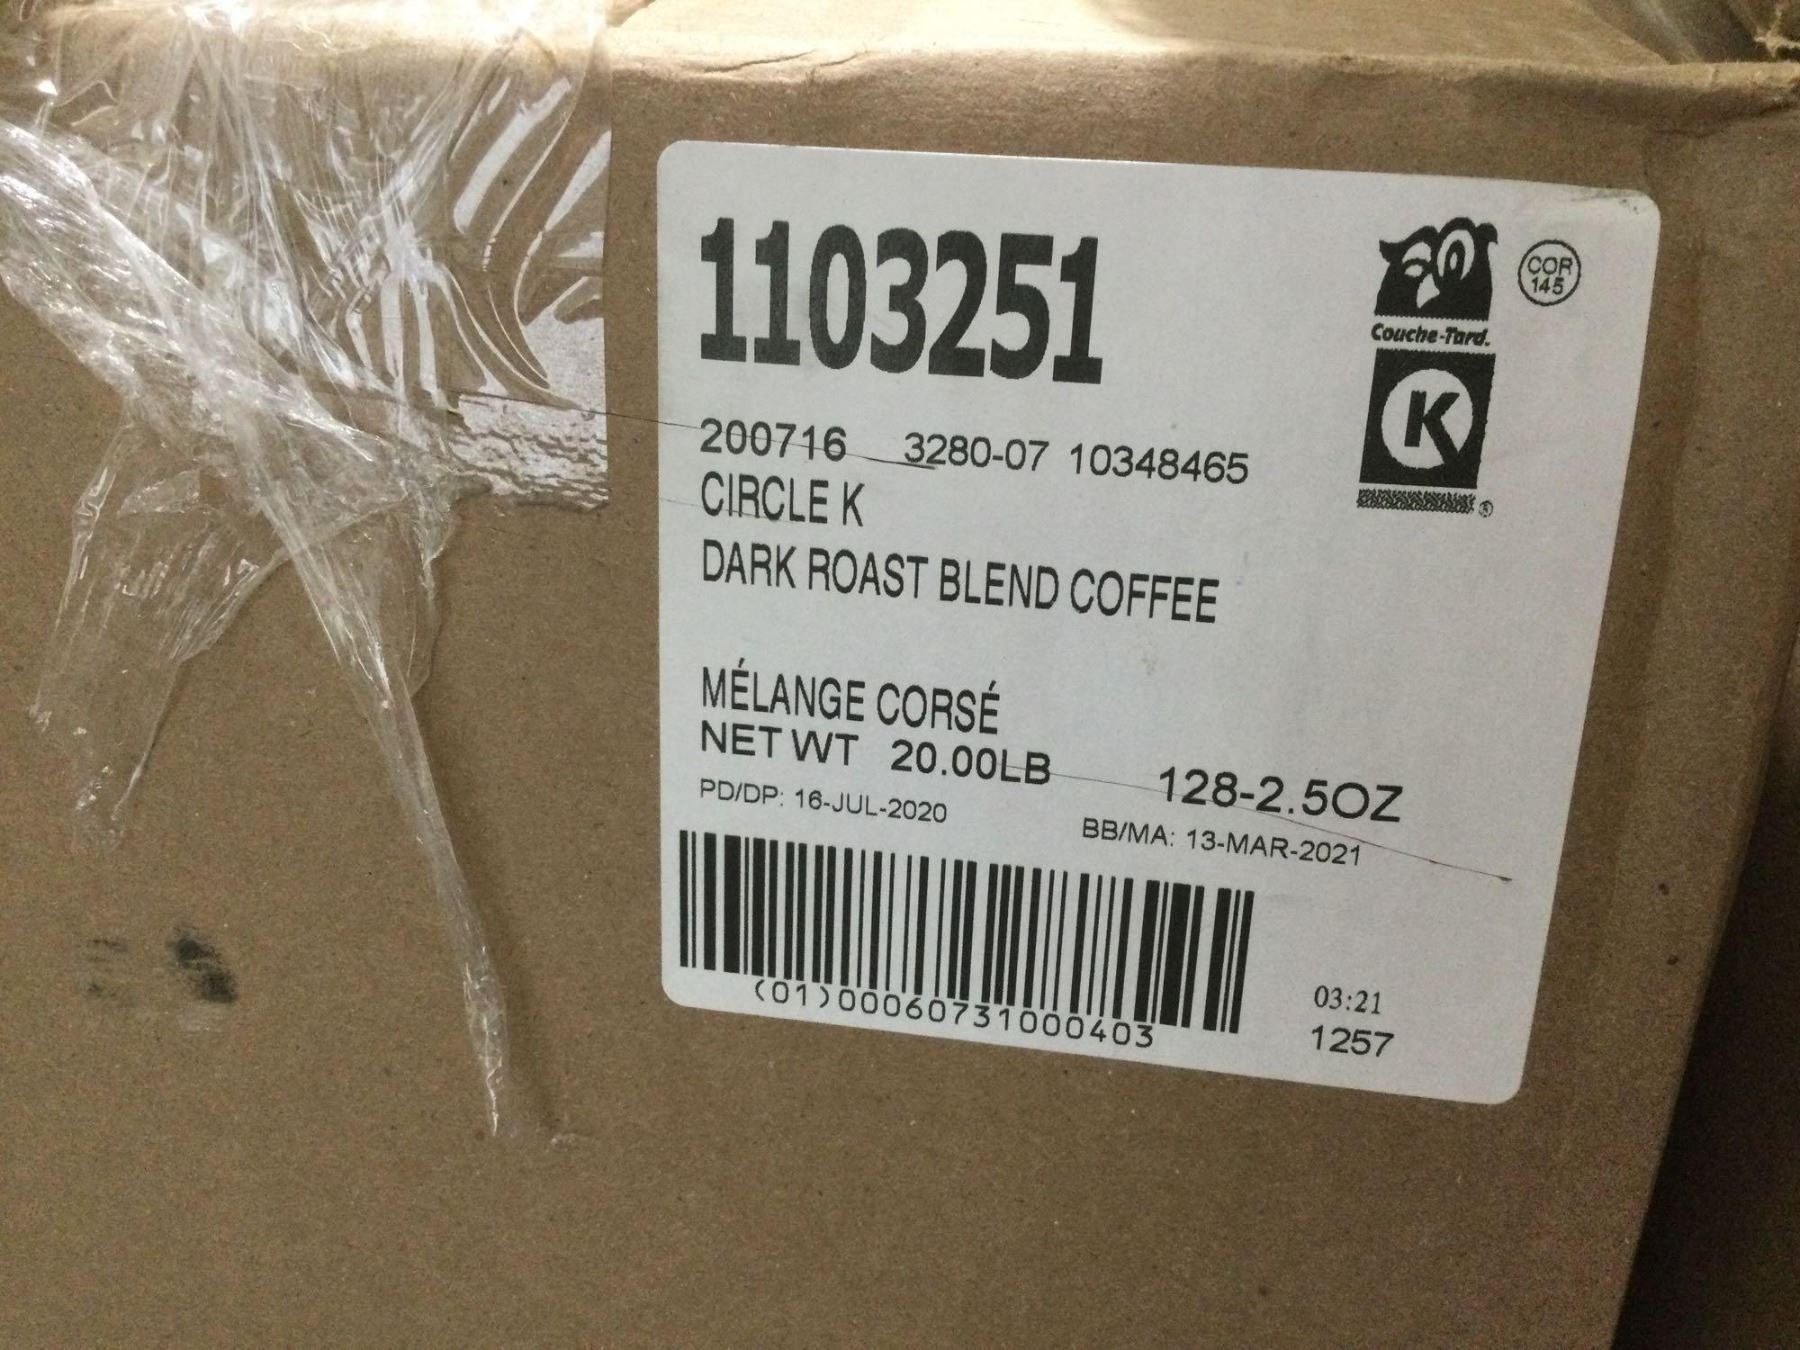 1103251
Couche-Tard.
COR
145
K
®
200716 3280-07 10348465
CIRCLE K
DARK ROAST BLEND COFFEE
MÉLANGE CORSÉ
NET WT 20.00LB 128-2.5OZ
PD/DP: 16-JUL-2020 BB/MA: 13-MAR-2021
(01)00060731000403
03:21
1257